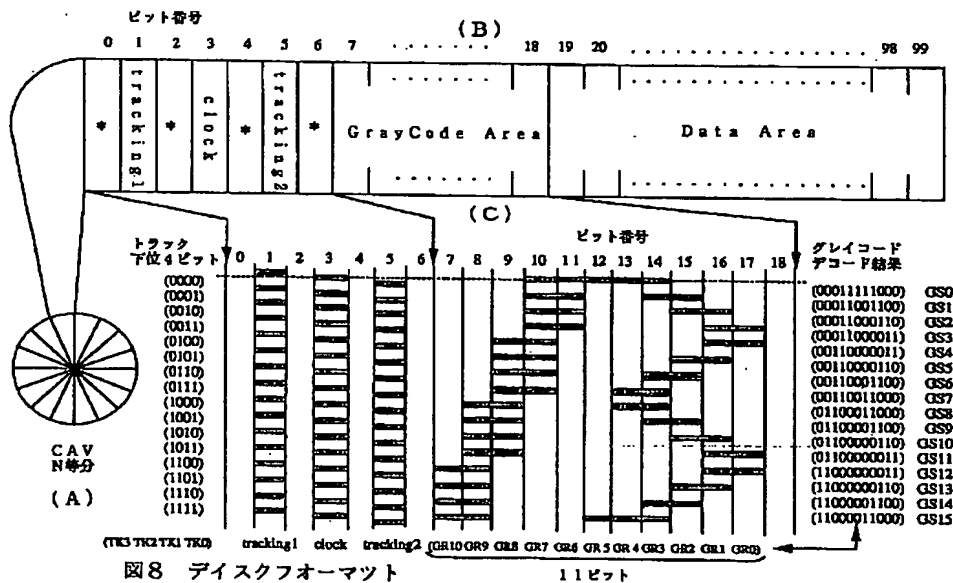 ビット番号
(B)
0 1 2 3 4 5 6 7 18 19 20 98 99
* tracking1 * clock * tracking2 * GrayCode Area Data Area
(C)
トラック
下位4ビット
ビット番号
グレイコード
デコード結果
0 1 2 3 4 5 6 7 8 9 10 11 12 13 14 15 16 17 18
(0000) (00011111000) GS0
(0001) (00011001100) GS1
(0010) (00011000110) GS2
(0011) (00011000011) GS3
(0100) (00110000011) GS4
(0101) (00110000110) GS5
(0110) (00110001100) GS6
(0111) (00110011000) GS7
(1000) (01100011000) GS8
(1001) (01100001100) GS9
(1010) (01100000110) GS10
(1011) (01100000011) GS11
(1100) (11000000011) GS12
(1101) (11000000110) GS13
(1110) (11000001100) GS14
(1111) (11000011000) GS15
CAV
N等分
(A)
(TK3 TK2 TK1 TK0) tracking1 clock tracking2 (GR10 GR9 GR8 GR7 GR6 GR5 GR4 GR3 GR2 GR1 GR0)
図8 デイスクフオーマツト
11ビット